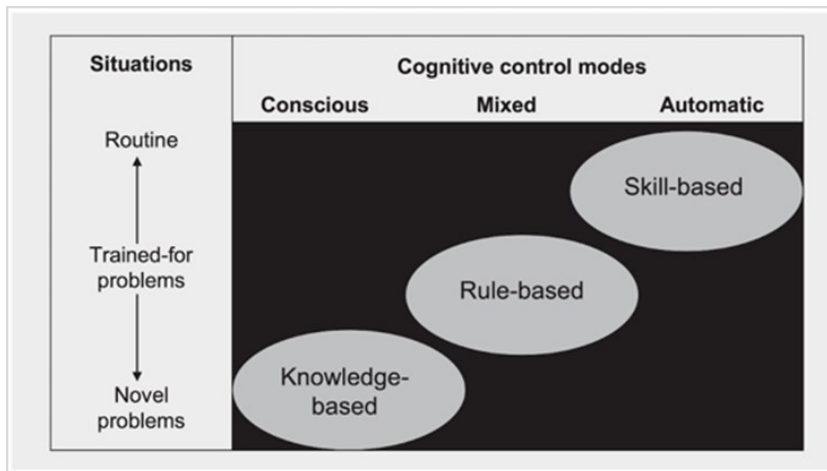 Situations
Cognitive control modes
Conscious Mixed Automatic
Routine
Skill-based
Trained-for
problems
Rule-based
Knowledge-
based
Novel
problems